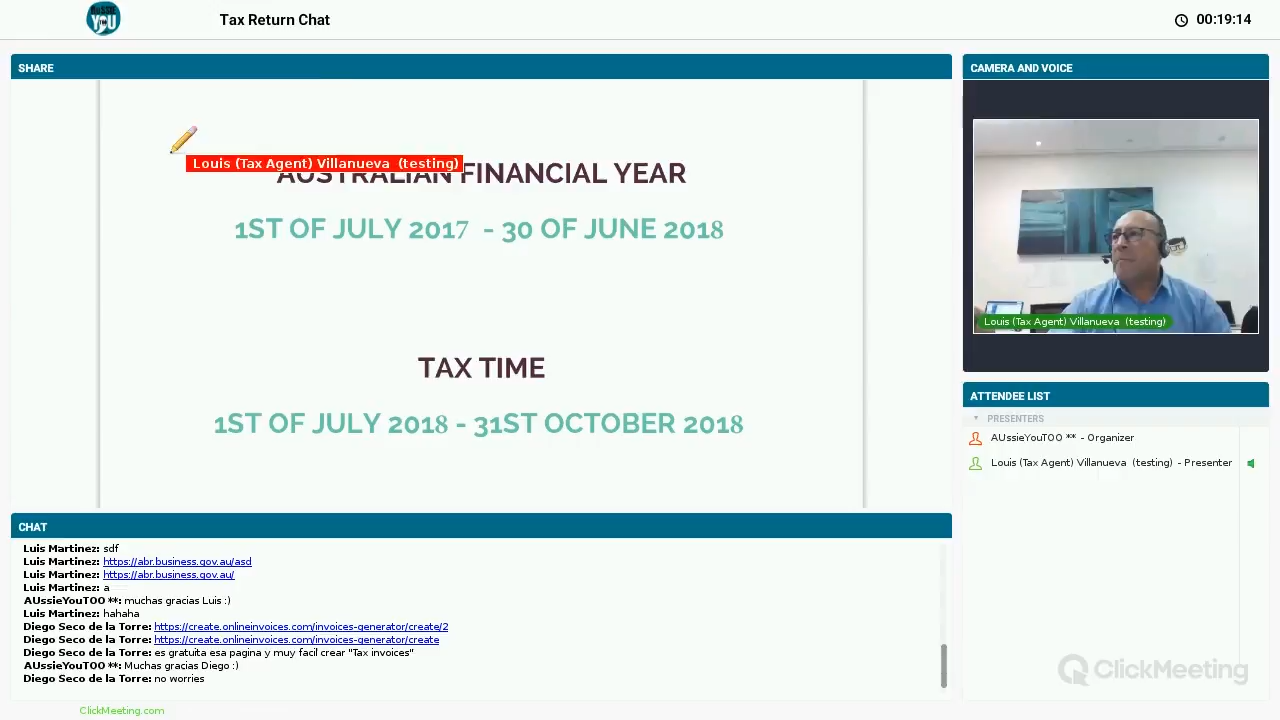 AUSSIE
YOU
TOO
Tax Return Chat
00:19:14
SHARE
Louis (Tax Agent) Villanueva (testing)
AUSTRALIAN FINANCIAL YEAR
1ST OF JULY 2017 - 30 OF JUNE 2018
TAX TIME
1ST OF JULY 2018 - 31ST OCTOBER 2018
CAMERA AND VOICE
Louis (Tax Agent) Villanueva (testing)
ATTENDEE LIST
PRESENTERS
AUssieYouTOO ** - Organizer
Louis (Tax Agent) Villanueva (testing) - Presenter
CHAT
Luis Martinez: sdf
Luis Martinez: https://abr.business.gov.au/asd
Luis Martinez: https://abr.business.gov.au/
Luis Martinez: a
AUssieYouTOO **: muchas gracias Luis :)
Luis Martinez: hahaha
Diego Seco de la Torre: https://create.onlineinvoices.com/invoices-generator/create/2
Diego Seco de la Torre: https://create.onlineinvoices.com/invoices-generator/create
Diego Seco de la Torre: es gratuita esa pagina y muy facil crear "Tax invoices"
AUssieYouTOO **: Muchas gracias Diego :)
Diego Seco de la Torre: no worries
ClickMeeting
ClickMeeting.com